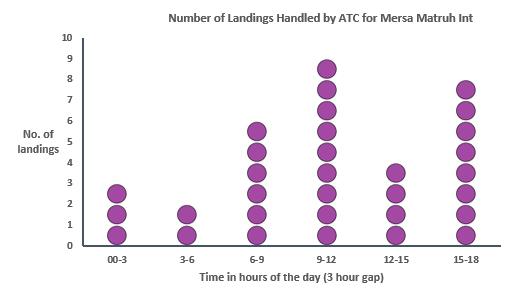 Number of Landings Handled by ATC for Mersa Matruh Int
10
9
8
7
6
5
4
3
2
1
0
No. of
landings
00-3 3-6 6-9 9-12 12-15 15-18
Time in hours of the day (3 hour gap)